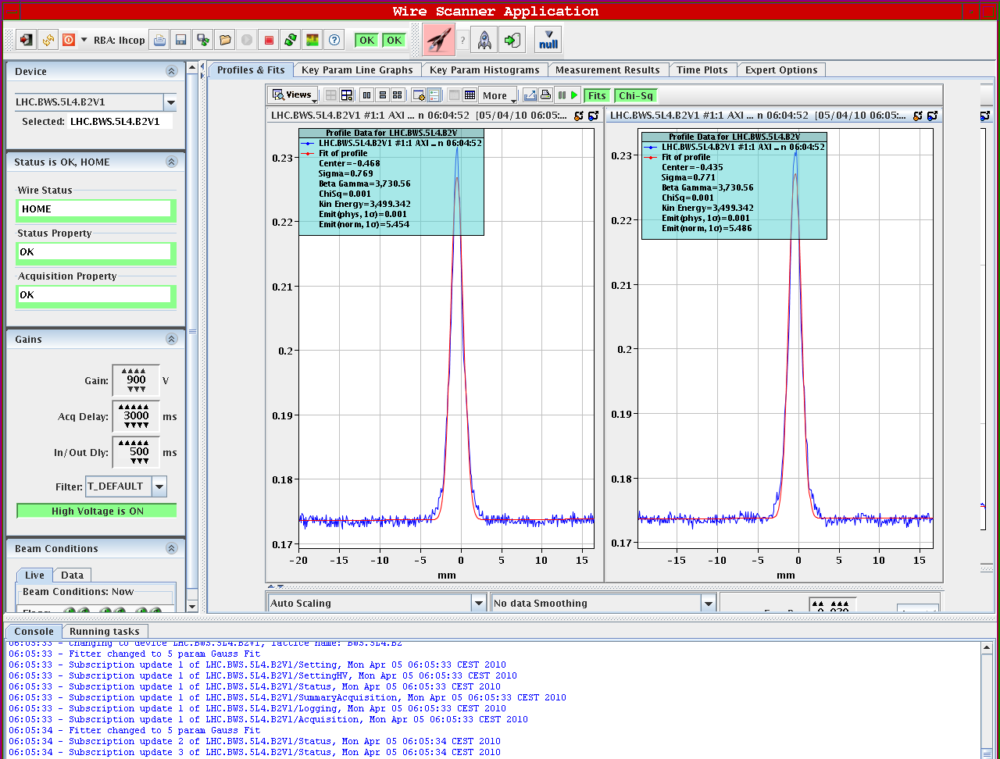 Wire Scanner Application
RBA: lhcop
OK OK
?
null
Device
LHC.BWS.5L4.B2V1
Selected: LHC.BWS.5L4.B2V1
Status is OK, HOME
Wire Status
HOME
Status Property
OK
Acquisition Property
OK
Gains
Gain: 900 V
Acq Delay: 3000 ms
In/Out Dly: 500 ms
Filter: T_DEFAULT
High Voltage is ON
Beam Conditions
Live Data
Beam Conditions: Now
Profiles & Fits Key Param Line Graphs Key Param Histograms Measurement Results Time Plots Expert Options
Views More Fits Chi-Sq
LHC.BWS.5L4.B2V1 #1:1 AXI ... n 06:04:52 [05/04/10 06:05:...
Profile Data for LHC.BWS.5L4.B2V
LHC.BWS.5L4.B2V1 #1:1 AXI ... n 06:04:52
Fit of profile
Center=-0.468
Sigma=0.769
Beta Gamma=3,730.56
ChiSq=0.001
Kin Energy=3,499.342
Emit(phys, 1σ)=0.001
Emit(norm, 1σ)=5.454
0.23
0.22
0.21
0.2
0.19
0.18
0.17
-20 -15 -10 -5 0 5 10 15
mm
LHC.BWS.5L4.B2V1 #1:1 AXI ... n 06:04:52 [05/04/10 06:05:...
Profile Data for LHC.BWS.5L4.B2V
LHC.BWS.5L4.B2V1 #1:1 AXI ... n 06:04:52
Fit of profile
Center=-0.435
Sigma=0.771
Beta Gamma=3,730.56
ChiSq=0.001
Kin Energy=3,499.342
Emit(phys, 1σ)=0.001
Emit(norm, 1σ)=5.486
0.23
0.22
0.21
0.2
0.19
0.18
0.17
-15 -10 -5 0 5 10 15
mm
Auto Scaling
No data Smoothing
Console Running tasks
06:05:33 - Changing to device LHC.BWS.5L4.B2V1, lattice name: BWS.5L4.B2
06:05:33 - Fitter changed to 5 param Gauss Fit
06:05:33 - Subscription update 1 of LHC.BWS.5L4.B2V1/Setting, Mon Apr 05 06:05:33 CEST 2010
06:05:33 - Subscription update 1 of LHC.BWS.5L4.B2V1/SettingHV, Mon Apr 05 06:05:33 CEST 2010
06:05:33 - Subscription update 1 of LHC.BWS.5L4.B2V1/Status, Mon Apr 05 06:05:33 CEST 2010
06:05:33 - Subscription update 1 of LHC.BWS.5L4.B2V1/SummaryAcquisition, Mon Apr 05 06:05:33 CEST 2010
06:05:33 - Subscription update 1 of LHC.BWS.5L4.B2V1/Logging, Mon Apr 05 06:05:33 CEST 2010
06:05:33 - Subscription update 1 of LHC.BWS.5L4.B2V1/Acquisition, Mon Apr 05 06:05:33 CEST 2010
06:05:34 - Fitter changed to 5 param Gauss Fit
06:05:34 - Subscription update 2 of LHC.BWS.5L4.B2V1/Status, Mon Apr 05 06:05:34 CEST 2010
06:05:34 - Subscription update 3 of LHC.BWS.5L4.B2V1/Status, Mon Apr 05 06:05:34 CEST 2010